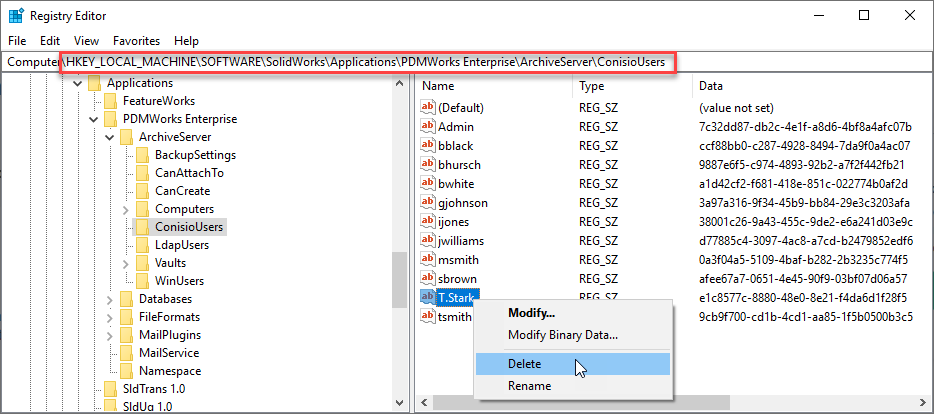 Registry Editor
File Edit View Favorites Help
Computer\HKEY_LOCAL_MACHINE\SOFTWARE\SolidWorks\Applications\PDMWorks Enterprise\ArchiveServer\ConisioUsers
Applications
FeatureWorks
PDMWorks Enterprise
ArchiveServer
BackupSettings
CanAttachTo
CanCreate
Computers
ConisioUsers
LdapUsers
Vaults
WinUsers
Databases
FileFormats
MailPlugins
MailService
Namespace
SldTrans 1.0
SldUg 1.0
Name Type Data
(Default) REG_SZ (value not set)
Admin REG_SZ 7c32dd87-db2c-4e1f-a8d6-4bf8a4afc07b
bblack REG_SZ ccf88bb0-c287-4928-8494-7da9f0a4ac07
bhursch REG_SZ 9887e6f5-c974-4893-92b2-a7f2f442fb21
bwhite REG_SZ a1d42cf2-f681-418e-851c-022774b0af2d
gjohnson REG_SZ 3a97a316-9f34-45b9-bb84-29e3c3203afa
ijones REG_SZ 38001c26-9a43-455c-9de2-e6a241d03e9c
jwilliams REG_SZ d77885c4-3097-4ac8-a7cd-b2479852edf6
msmith REG_SZ 0a3f04a5-5109-4baf-b282-2b3235c774f5
sbrown REG_SZ afee67a7-0651-4e45-90f9-03bf07d06a57
T.Stark REG_SZ e1c8577c-8880-48e0-8e21-f4da6d1f28f5
tsmith 9cb9f700-cd1b-4cd1-aa85-1f5b0500b3c5
Modify...
Modify Binary Data...
Delete
Rename